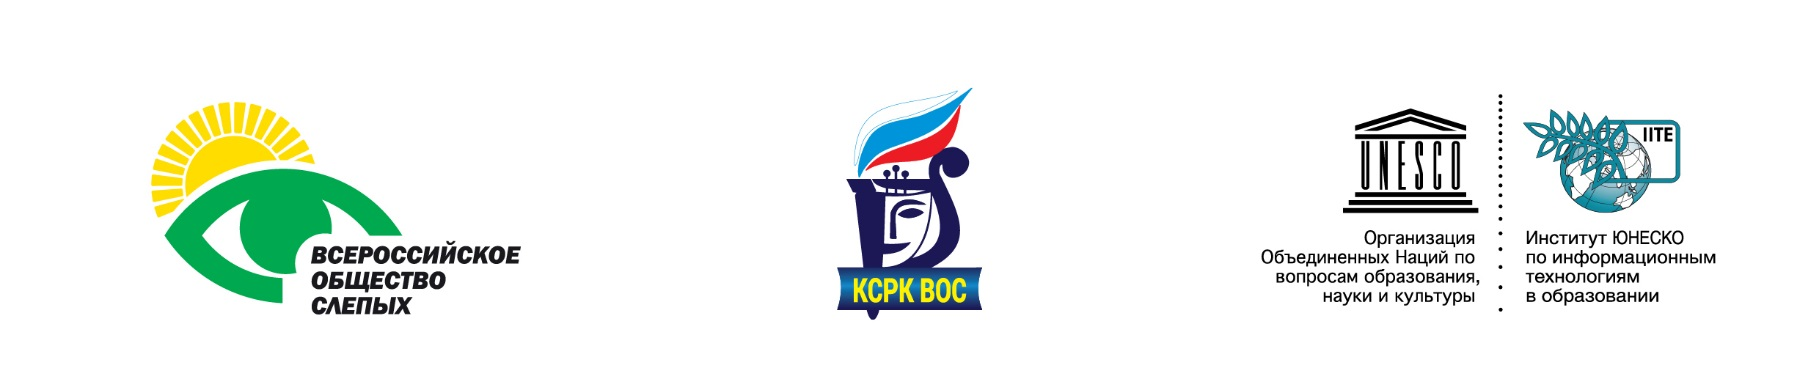 ВСЕРОССИЙСКОЕ
ОБЩЕСТВО
СЛЕПЫХ
КСРК ВОС
UNESCO
Организация
Объединенных Наций по
вопросам образования,
науки и культуры
IITE
Институт ЮНЕСКО
по информационным
технологиям
в образовании